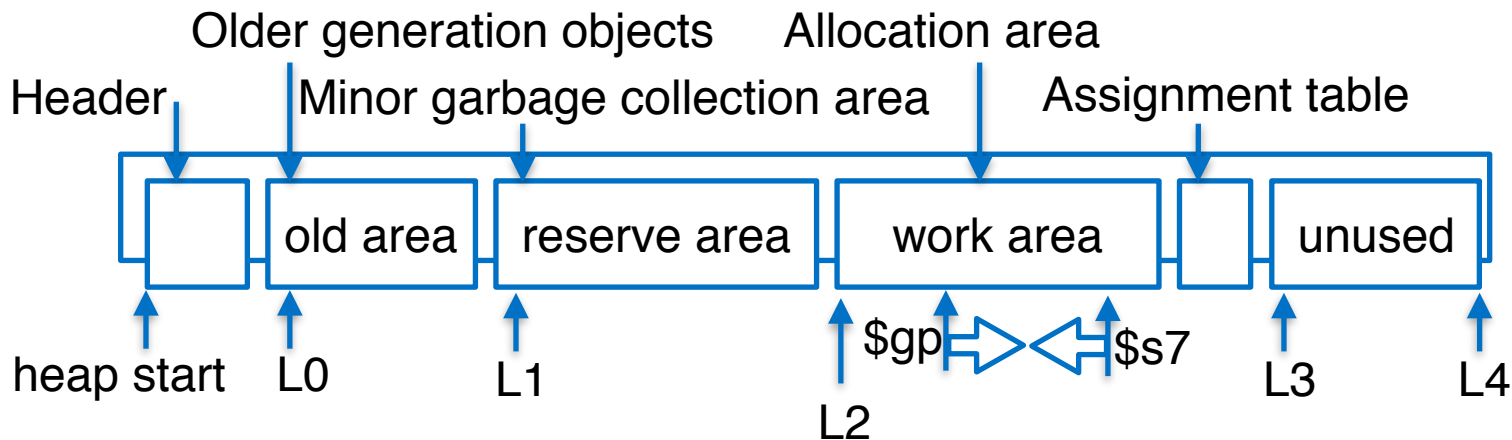 Older generation objects
Allocation area
Header
Minor garbage collection area
Assignment table
old area
reserve area
work area
unused
$gp
$s7
heap start
L0
L1
L2
L3
L4